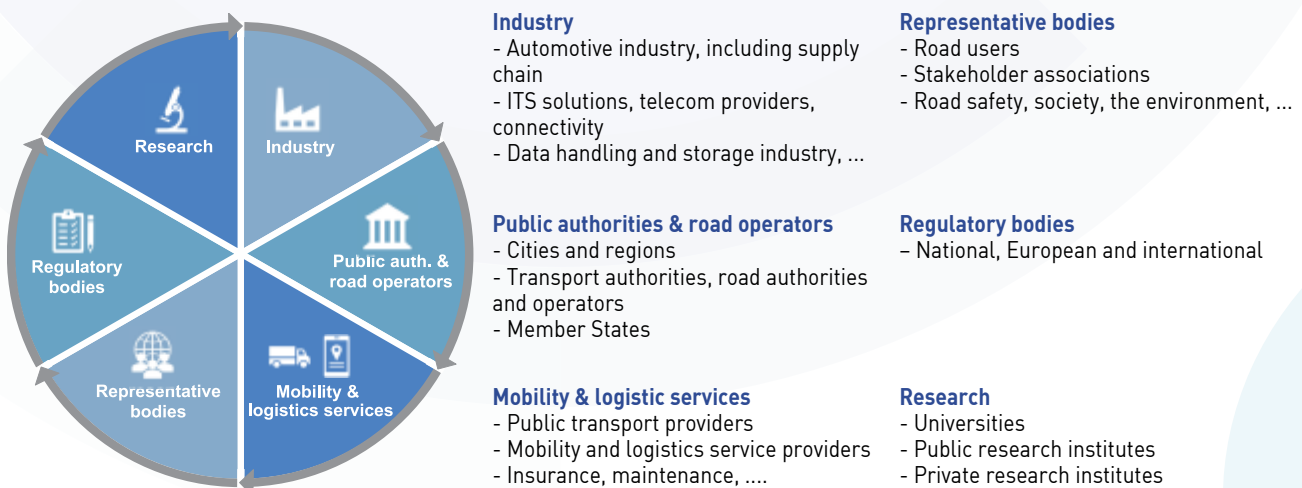 Research
Industry
Public auth. &
road operators
Mobility &
logistics services
Representative
bodies
Regulatory
bodies
Industry
- Automotive industry, including supply
chain
- ITS solutions, telecom providers,
connectivity
- Data handling and storage industry, ...
Public authorities & road operators
- Cities and regions
- Transport authorities, road authorities
and operators
- Member States
Mobility & logistic services
- Public transport providers
- Mobility and logistics service providers
- Insurance, maintenance, ....
Representative bodies
- Road users
- Stakeholder associations
- Road safety, society, the environment, ...
Regulatory bodies
– National, European and international
Research
- Universities
- Public research institutes
- Private research institutes